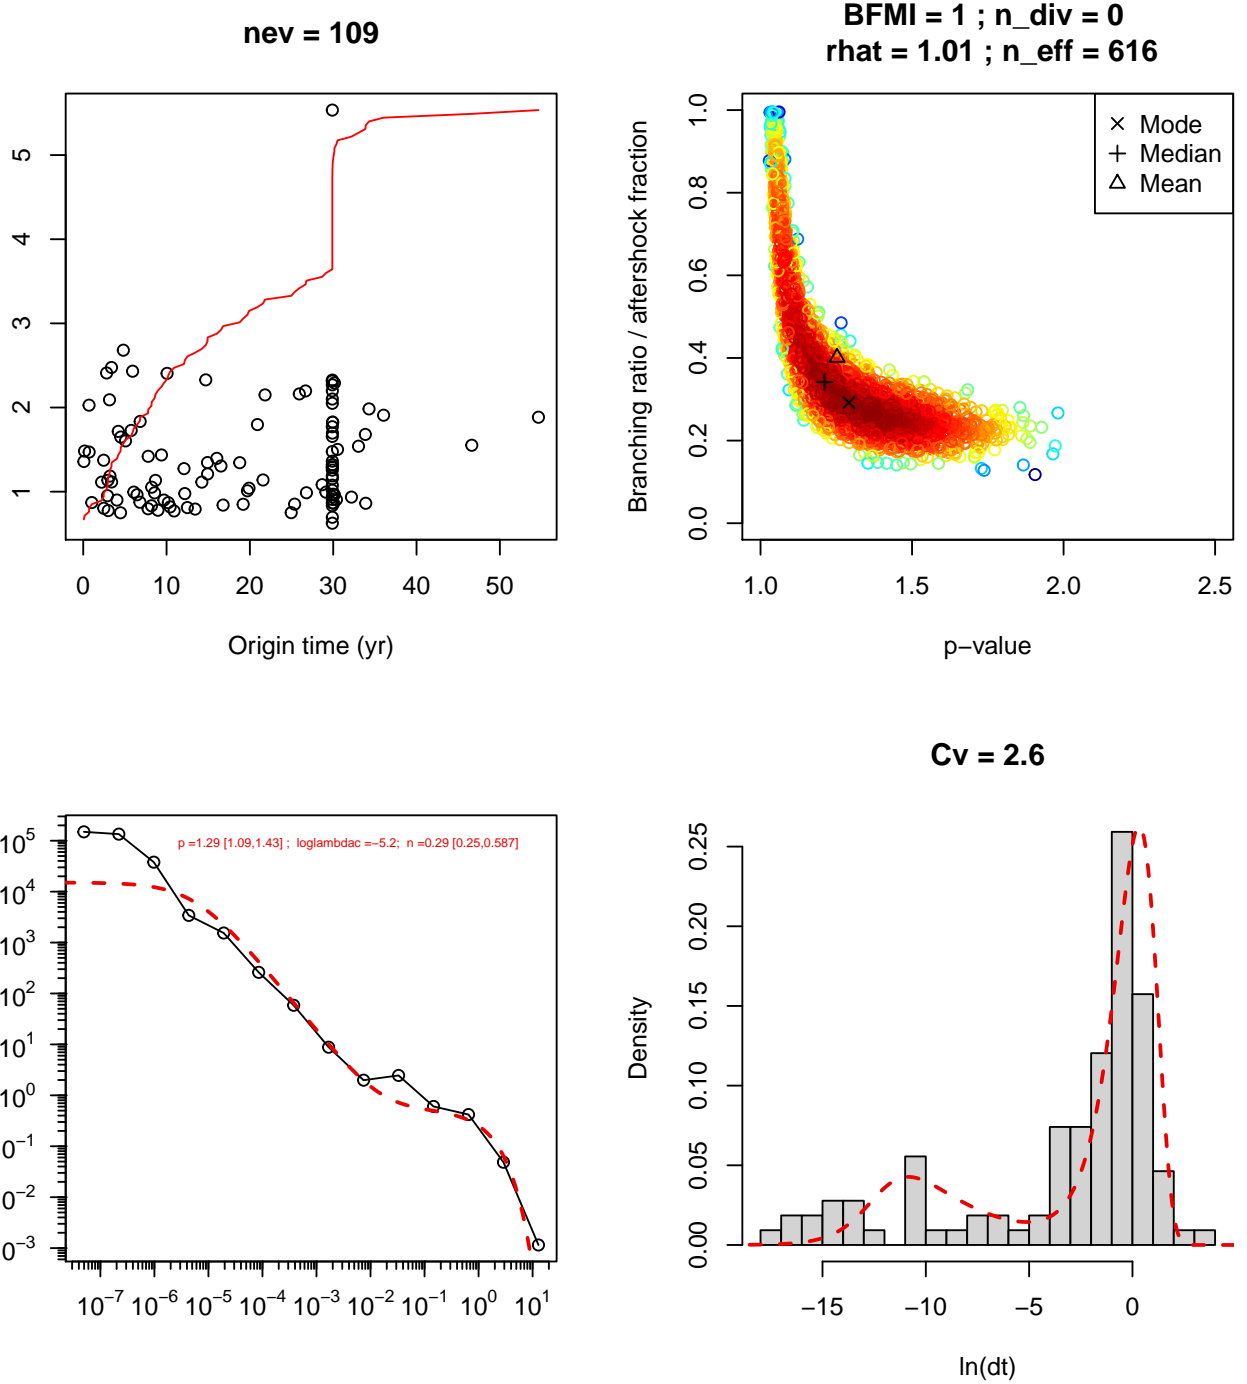 nev = 109
5
4
3
2
1
0 10 20 30 40 50
Origin time (yr)
BFMI = 1 ; n_div = 0
rhat = 1.01 ; n_eff = 616
Branching ratio / aftershock fraction
1.0
0.8
0.6
0.4
0.2
0.0
× Mode
+ Median
△ Mean
1.0 1.5 2.0 2.5
p−value
p =1.29 [1.09,1.43] ; loglambdac =−5.2; n =0.29 [0.25,0.587]
10^5
10^4
10^3
10^2
10^1
10^0
0^−1
0^−2
0^−3
10^−7 10^−6 10^−5 10^−4 10^−3 10^−2 10^−1 10^0 10^1
Cv = 2.6
Density
0.25
0.20
0.15
0.10
0.05
0.00
−15 −10 −5 0
ln(dt)